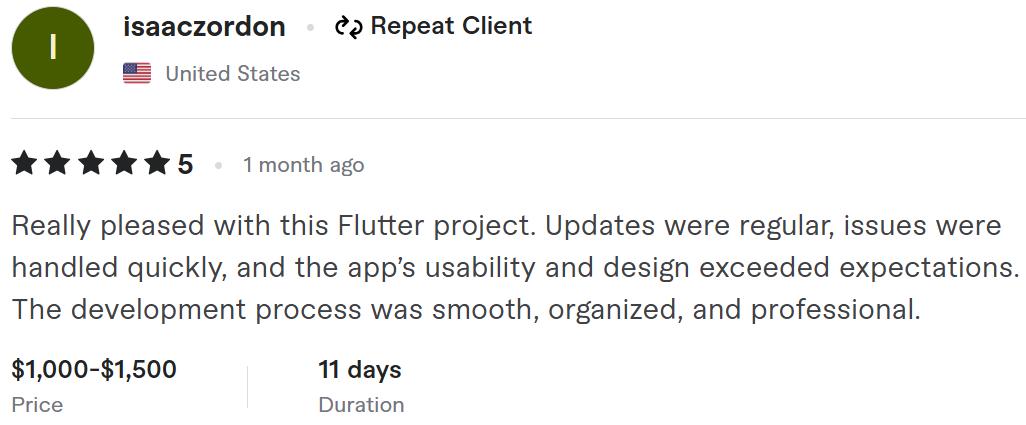 I
isaaczordon • Repeat Client
United States
5 • 1 month ago
Really pleased with this Flutter project. Updates were regular, issues were
handled quickly, and the app’s usability and design exceeded expectations.
The development process was smooth, organized, and professional.
$1,000-$1,500 11 days
Price Duration